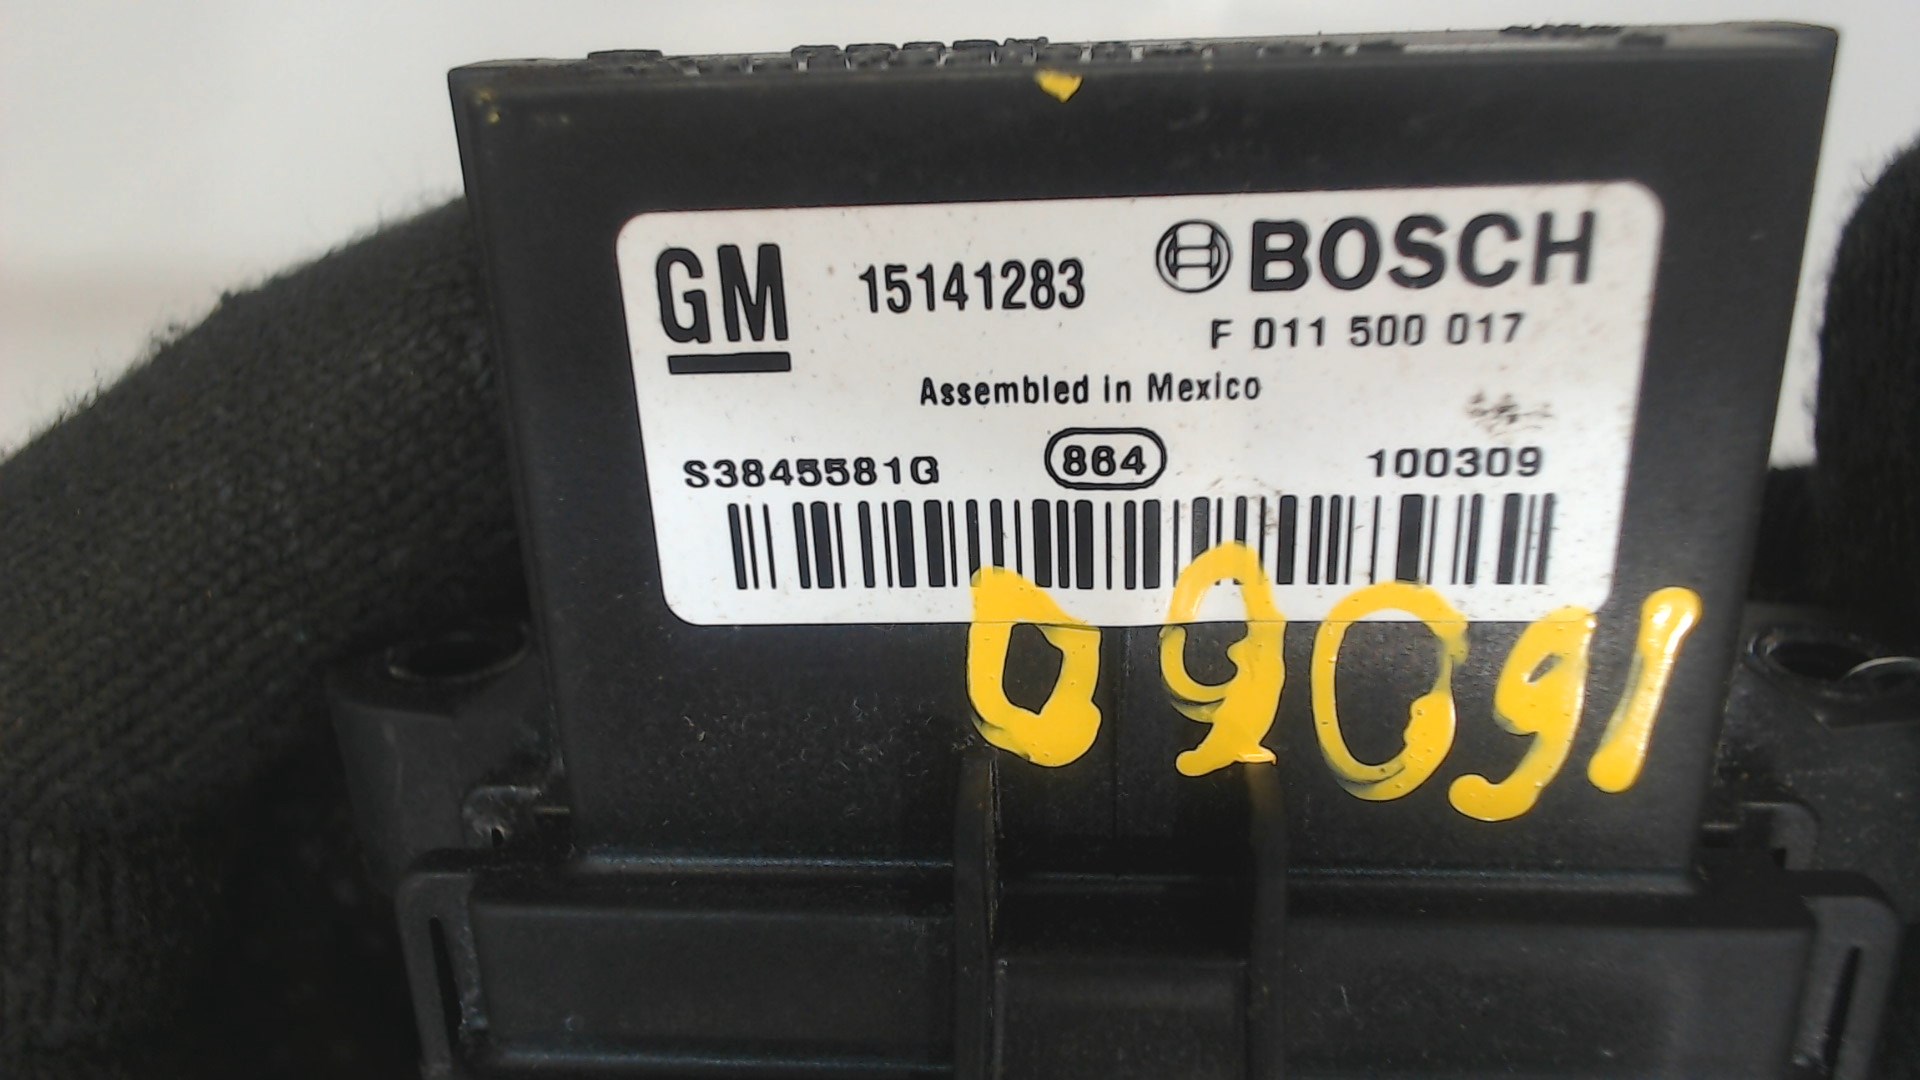 GM 15141283 BOSCH
F 011 500 017
Assembled in Mexico
S3845581G 864 100309
09091